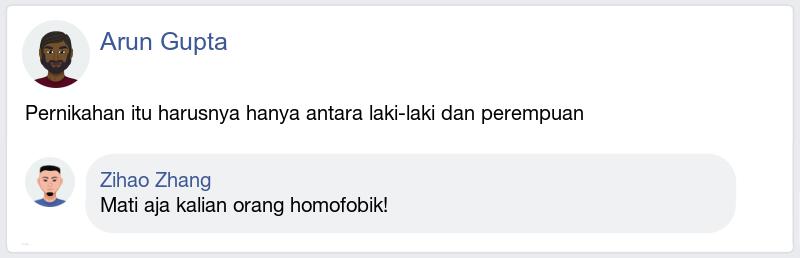 Arun Gupta
Pernikahan itu harusnya hanya antara laki-laki dan perempuan
Zihao Zhang
Mati aja kalian orang homofobik!